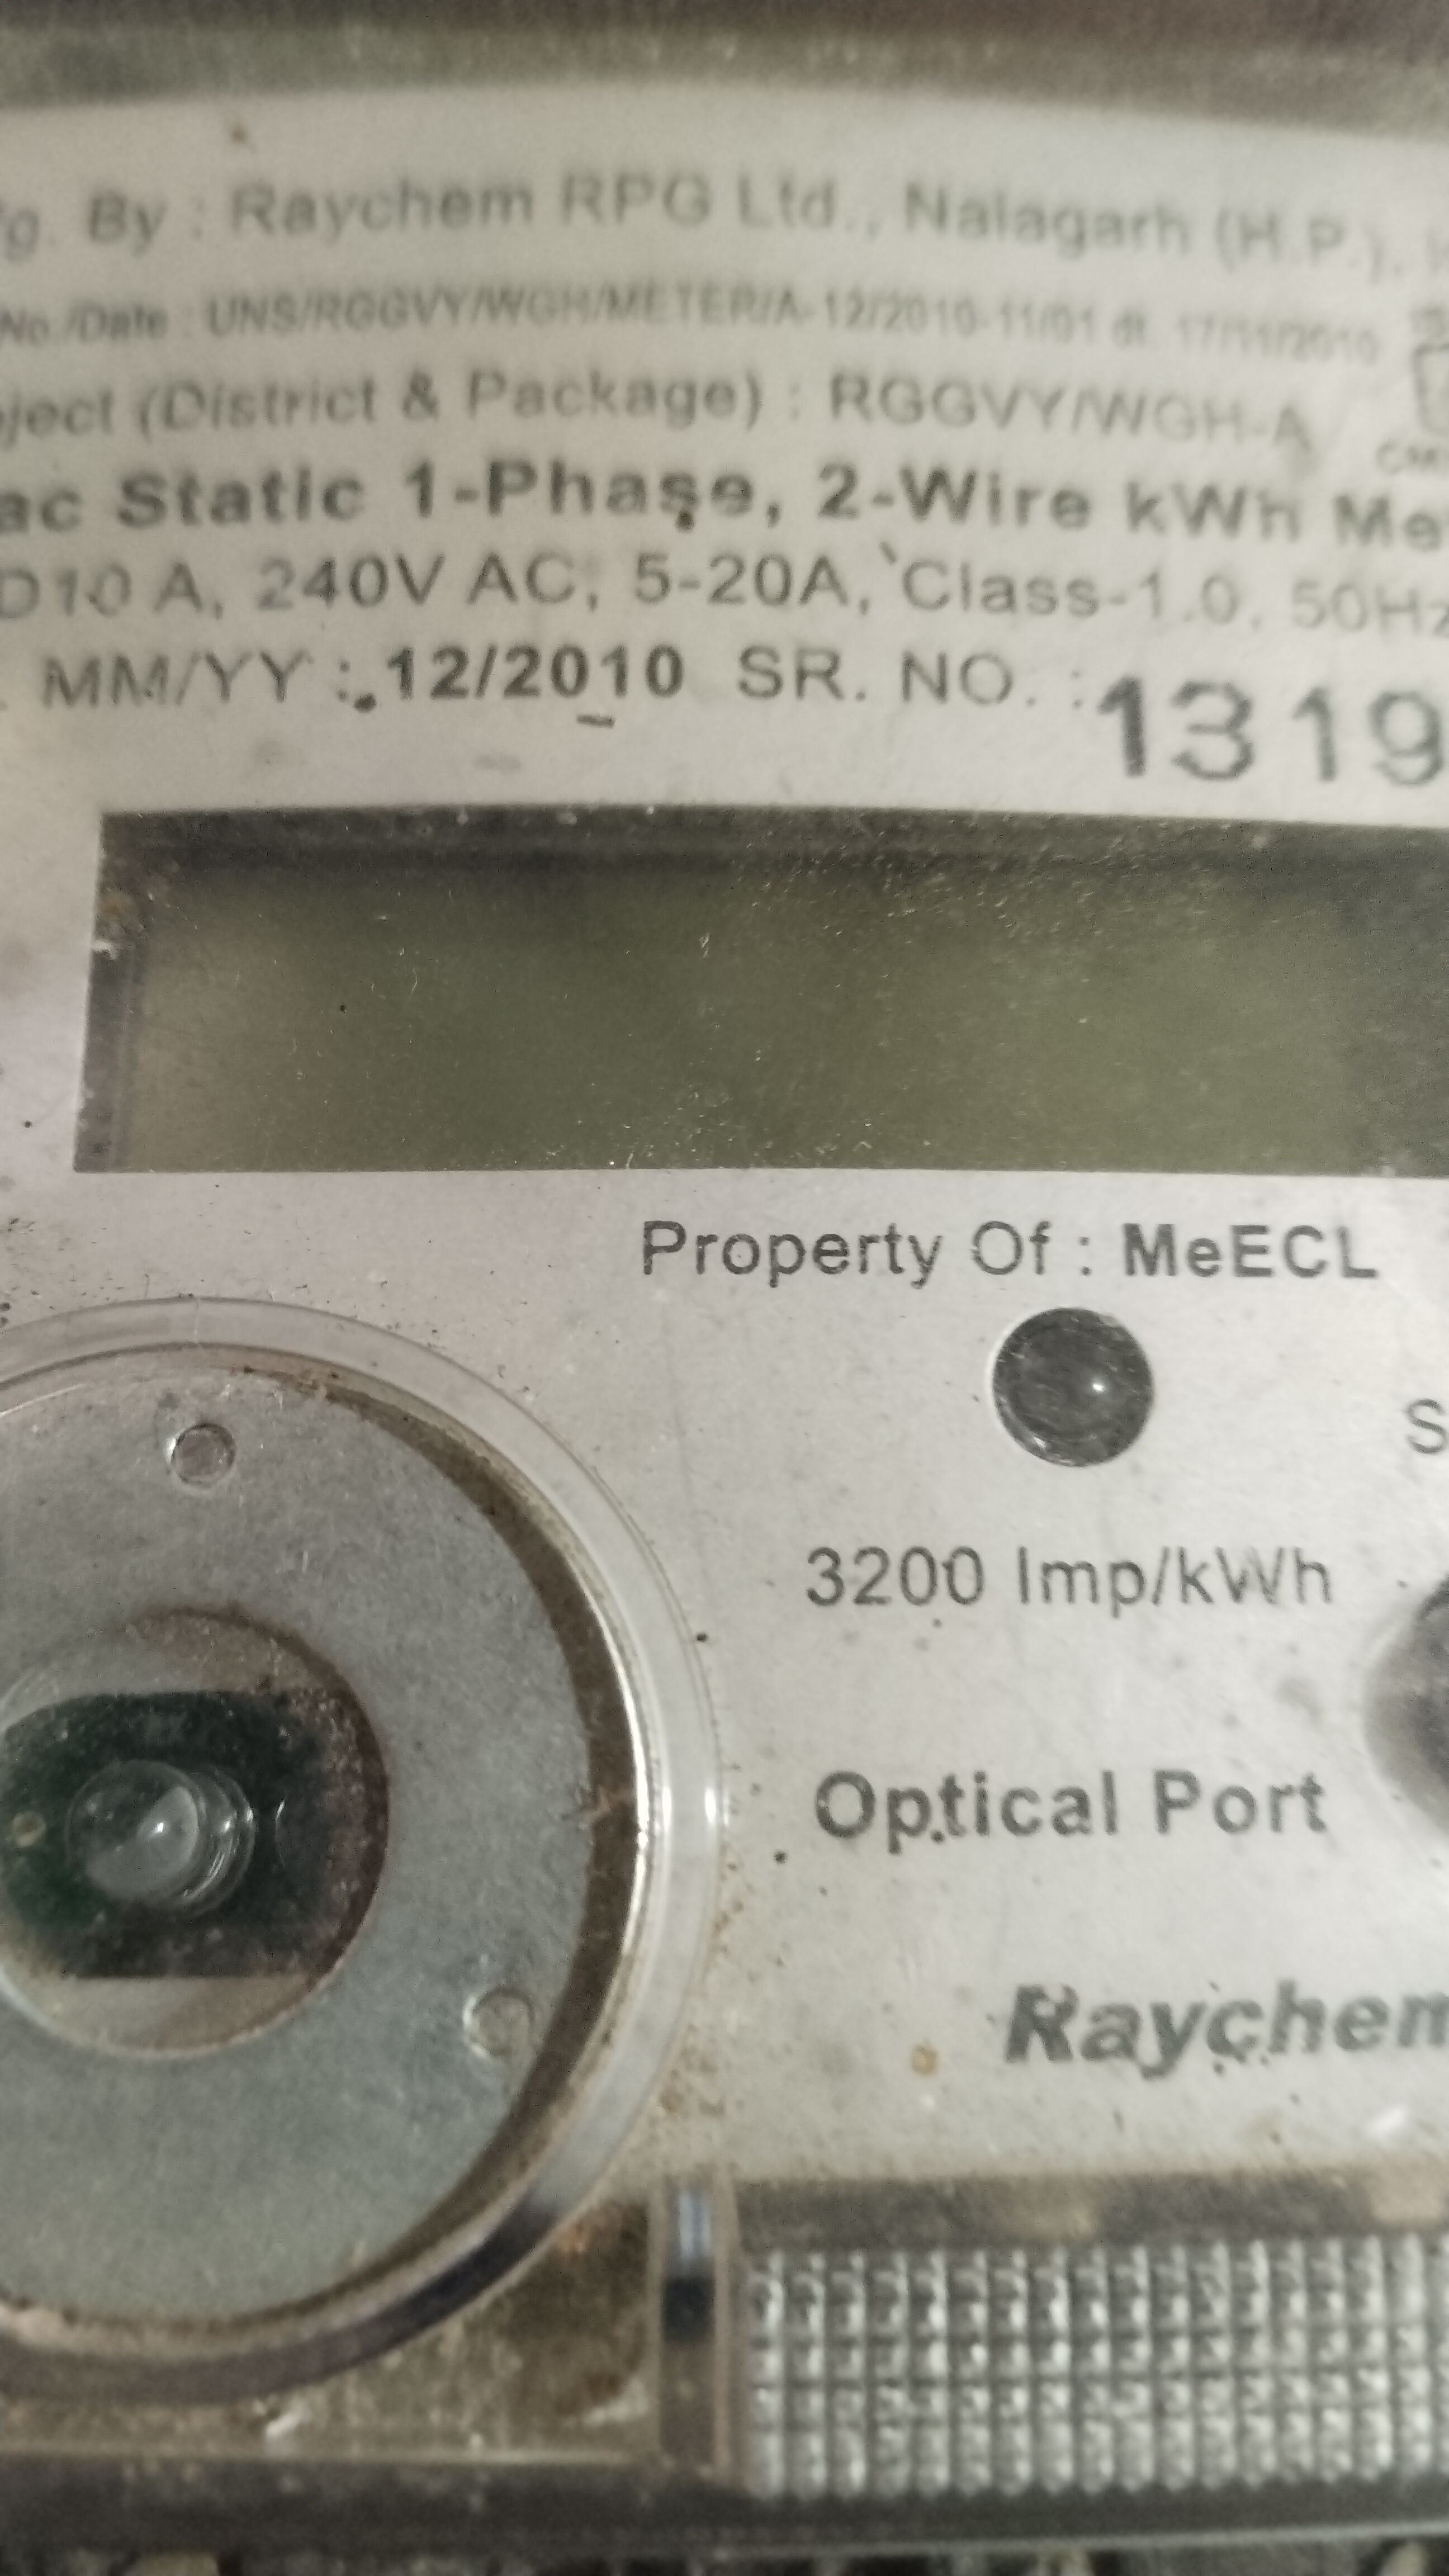 g. By : Raychem RPG Ltd., Nalagarh (H.P.),
No./Date : UNS/RGGVY/WGH/METER/A-12/2010-11/01 dt. 17/11/2010
ject (District & Package) : RGGVY/WGH-A
ac Static 1-Phase, 2-Wire kWh Me
D10 A, 240V AC, 5-20A, Class-1.0, 50Hz
MM/YY : 12/2010 SR. NO. : 1319
Property Of : MeECL
S
3200 Imp/kWh
Optical Port
Raychem